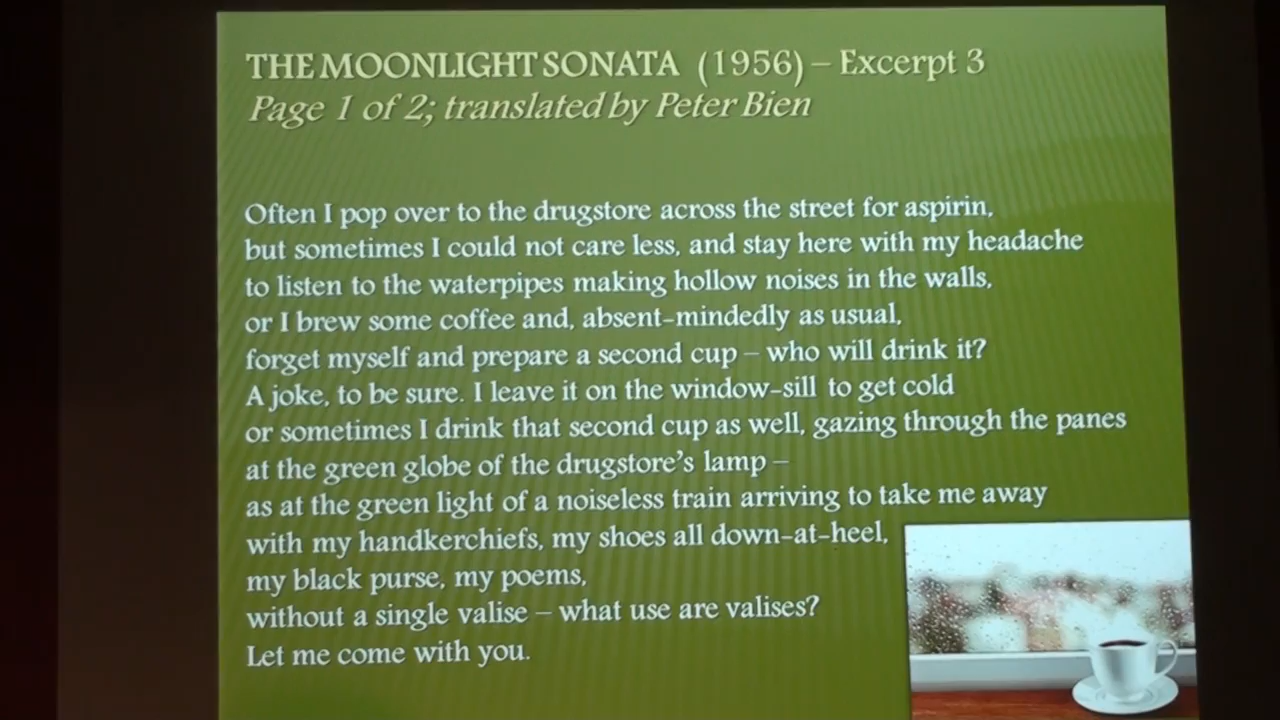 THE MOONLIGHT SONATA (1956) – Excerpt 3
Page 1 of 2; translated by Peter Bien
Often I pop over to the drugstore across the street for aspirin,
but sometimes I could not care less, and stay here with my headache
to listen to the waterpipes making hollow noises in the walls,
or I brew some coffee and, absent-mindedly as usual,
forget myself and prepare a second cup – who will drink it?
A joke, to be sure. I leave it on the window-sill to get cold
or sometimes I drink that second cup as well, gazing through the panes
at the green globe of the drugstore's lamp –
as at the green light of a noiseless train arriving to take me away
with my handkerchiefs, my shoes all down-at-heel,
my black purse, my poems,
without a single valise – what use are valises?
Let me come with you.